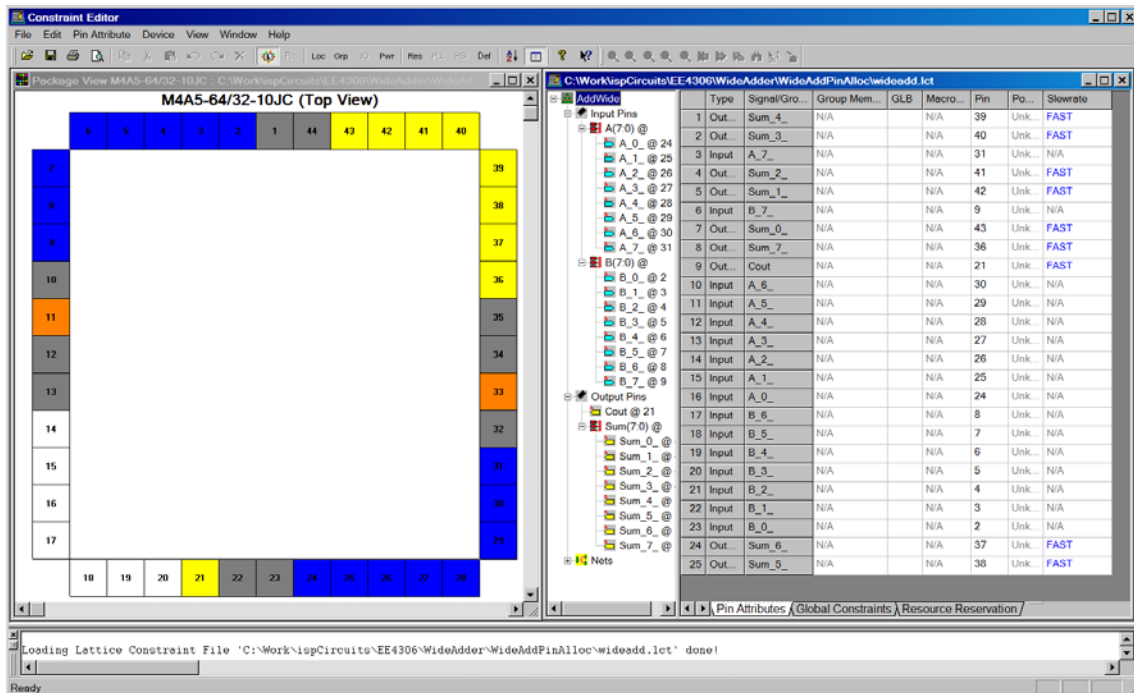 Constraint Editor
File Edit Pin Attribute Device View Window Help
Loc Grp Pwr Res Def
Package View M4A5-64/32-10JC : C:\Work\ispCircuits\EE4306\WideAdder\
M4A5-64/32-10JC (Top View)
6 5 4 3 2 1 44 43 42 41 40
7 39
8 38
9 37
10 36
11 35
12 34
13 33
14 32
15 31
16 30
17 29
18 19 20 21 22 23 24 25 26 27 28
C:\Work\ispCircuits\EE4306\WideAdder\WideAddPinAlloc\wideadd.lct
AddWide
Input Pins
A(7:0) @
A_0_ @ 24
A_1_ @ 25
A_2_ @ 26
A_3_ @ 27
A_4_ @ 28
A_5_ @ 29
A_6_ @ 30
A_7_ @ 31
B(7:0) @
B_0_ @ 2
B_1_ @ 3
B_2_ @ 4
B_3_ @ 5
B_4_ @ 6
B_5_ @ 7
B_6_ @ 8
B_7_ @ 9
Output Pins
Cout @ 21
Sum(7:0) @
Sum_0_ @
Sum_1_ @
Sum_2_ @
Sum_3_ @
Sum_4_ @
Sum_5_ @
Sum_6_ @
Sum_7_ @
Nets
Type Signal/Gro... Group Mem... GLB Macro... Pin Po... Slewrate
1 Out... Sum_4_ N/A N/A 39 Unk... FAST
2 Out... Sum_3_ N/A N/A 40 Unk... FAST
3 Input A_7_ N/A N/A 31 Unk... N/A
4 Out... Sum_2_ N/A N/A 41 Unk... FAST
5 Out... Sum_1_ N/A N/A 42 Unk... FAST
6 Input B_7_ N/A N/A 9 Unk... N/A
7 Out... Sum_0_ N/A N/A 43 Unk... FAST
8 Out... Sum_7_ N/A N/A 36 Unk... FAST
9 Out... Cout N/A N/A 21 Unk... FAST
10 Input A_6_ N/A N/A 30 Unk... N/A
11 Input A_5_ N/A N/A 29 Unk... N/A
12 Input A_4_ N/A N/A 28 Unk... N/A
13 Input A_3_ N/A N/A 27 Unk... N/A
14 Input A_2_ N/A N/A 26 Unk... N/A
15 Input A_1_ N/A N/A 25 Unk... N/A
16 Input A_0_ N/A N/A 24 Unk... N/A
17 Input B_6_ N/A N/A 8 Unk... N/A
18 Input B_5_ N/A N/A 7 Unk... N/A
19 Input B_4_ N/A N/A 6 Unk... N/A
20 Input B_3_ N/A N/A 5 Unk... N/A
21 Input B_2_ N/A N/A 4 Unk... N/A
22 Input B_1_ N/A N/A 3 Unk... N/A
23 Input B_0_ N/A N/A 2 Unk... N/A
24 Out... Sum_6_ N/A N/A 37 Unk... FAST
25 Out... Sum_5_ N/A N/A 38 Unk... FAST
Pin Attributes Global Constraints Resource Reservation
Loading Lattice Constraint File 'C:\Work\ispCircuits\EE4306\WideAdder\WideAddPinAlloc\wideadd.lct' done!
Ready